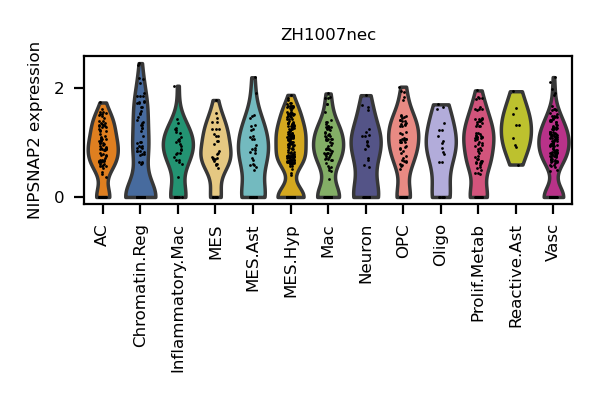 ZH1007nec
NIPSNAP2 expression
2
0
AC
Chromatin.Reg
Inflammatory.Mac
MES
MES.Ast
MES.Hyp
Mac
Neuron
OPC
Oligo
Prolif.Metab
Reactive.Ast
Vasc